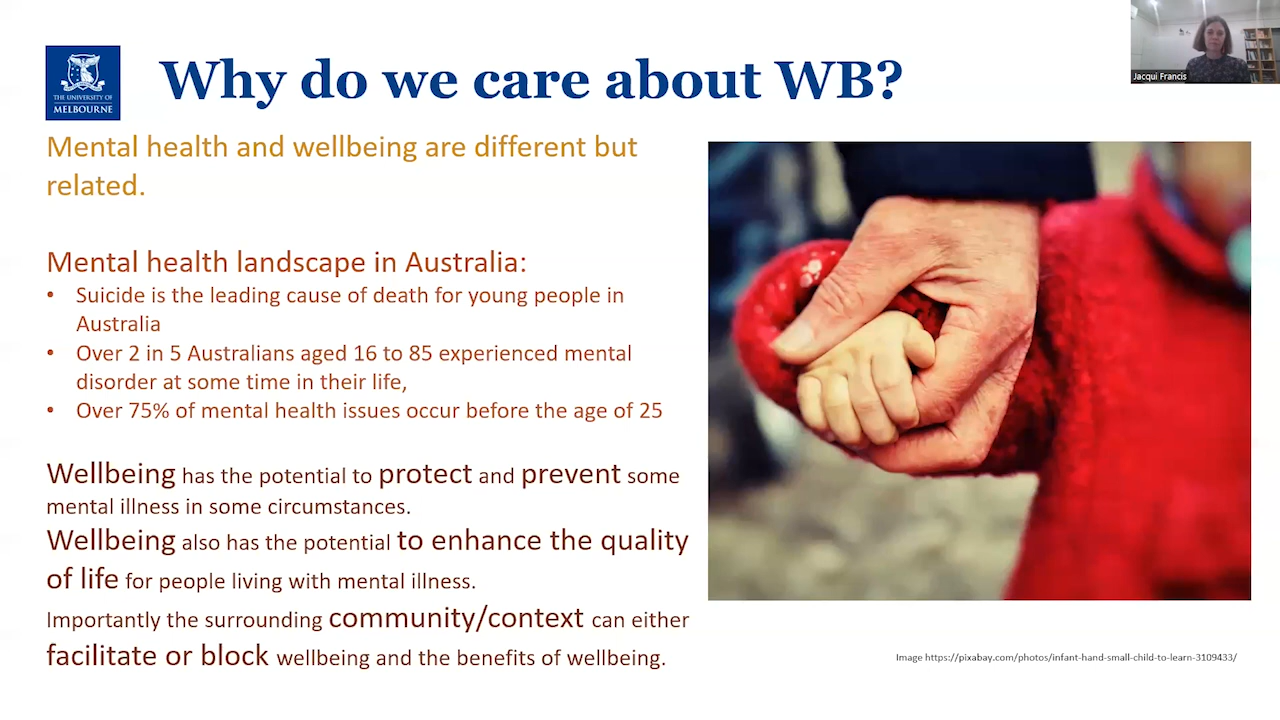 Jacqui Francis
THE UNIVERSITY OF
MELBOURNE
Why do we care about WB?
Mental health and wellbeing are different but
related.
Mental health landscape in Australia:
• Suicide is the leading cause of death for young people in
Australia
• Over 2 in 5 Australians aged 16 to 85 experienced mental
disorder at some time in their life,
• Over 75% of mental health issues occur before the age of 25
Wellbeing has the potential to protect and prevent some
mental illness in some circumstances.
Wellbeing also has the potential to enhance the quality
of life for people living with mental illness.
Importantly the surrounding community/context can either
facilitate or block wellbeing and the benefits of wellbeing.
Image https://pixabay.com/photos/infant-hand-small-child-to-learn-3109433/